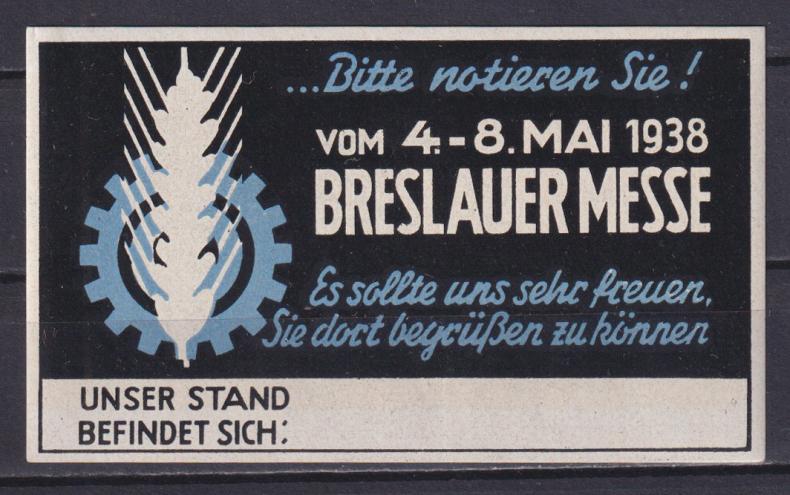 ...Bitte notieren Sie!
VOM 4.-8. MAI 1938
BRESLAUER MESSE
Es sollte uns sehr freuen,
Sie dort begrüßen zu können
UNSER STAND
BEFINDET SICH: